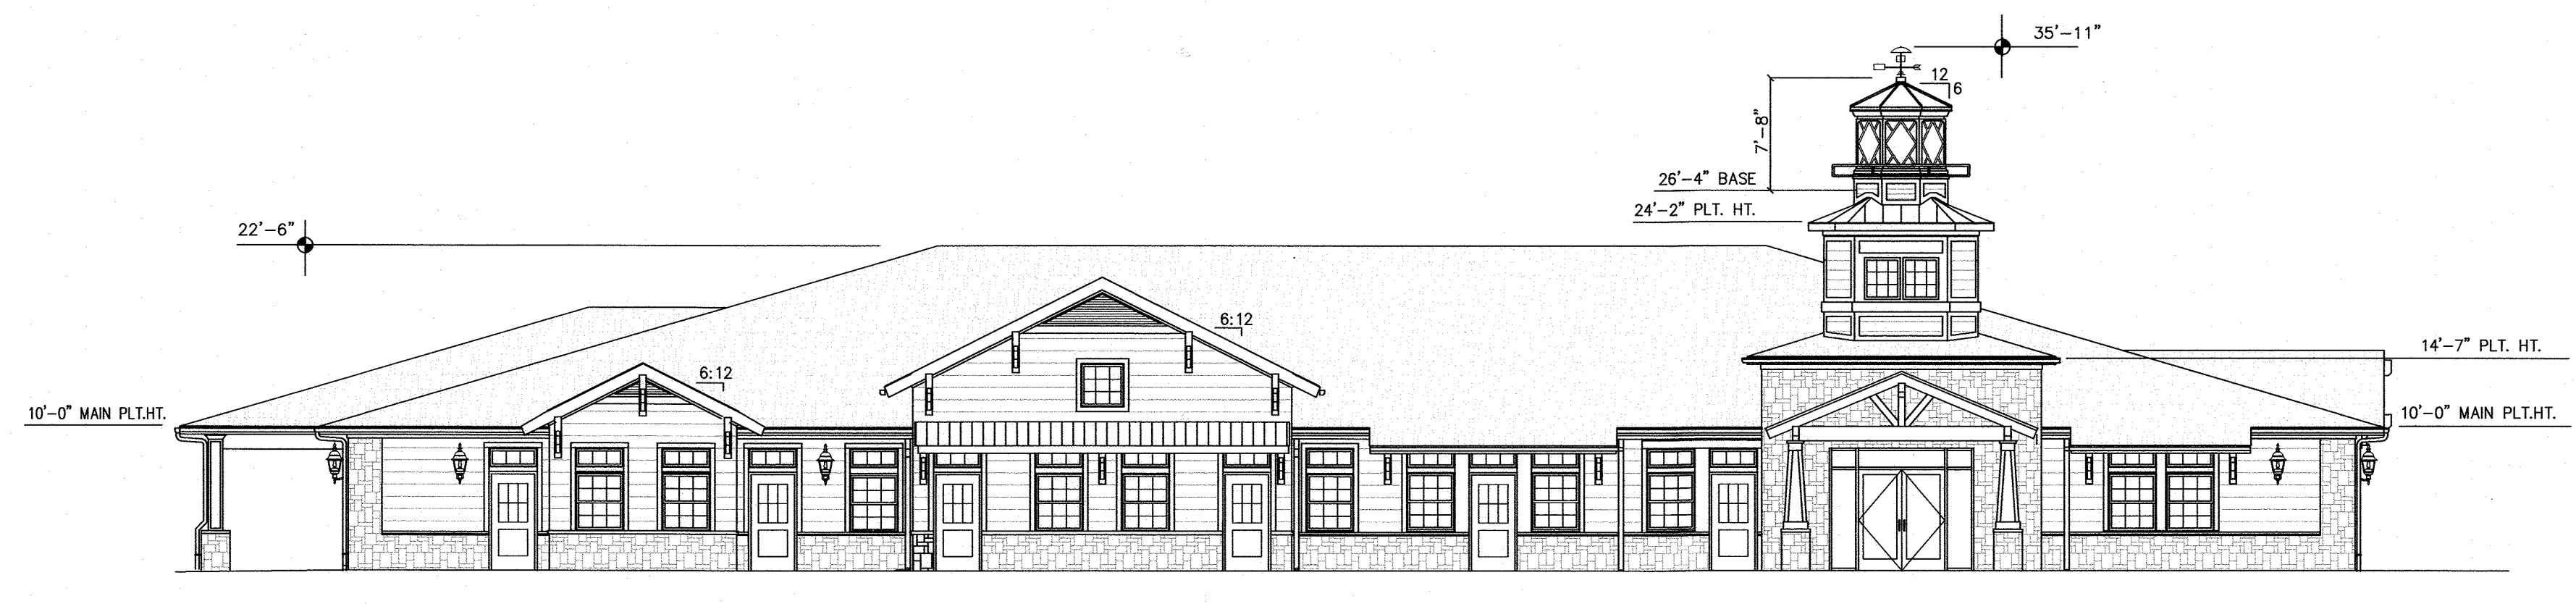 35'-11"
12
6
7'-8"
26'-4" BASE
24'-2" PLT. HT.
22'-6"
6:12
14'-7" PLT. HT.
6:12
10'-0" MAIN PLT.HT.
10'-0" MAIN PLT.HT.